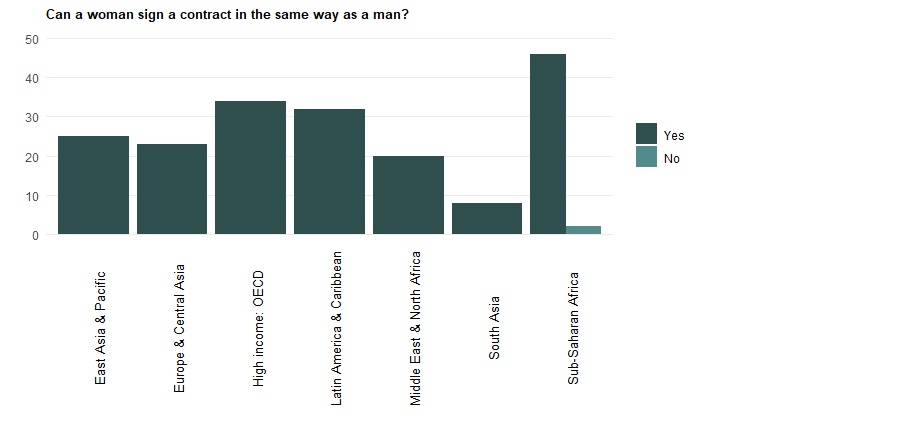 Can a woman sign a contract in the same way as a man?
50
40
30
20
10
0
East Asia & Pacific
Europe & Central Asia
High income: OECD
Latin America & Caribbean
Middle East & North Africa
South Asia
Sub-Saharan Africa
Yes
No